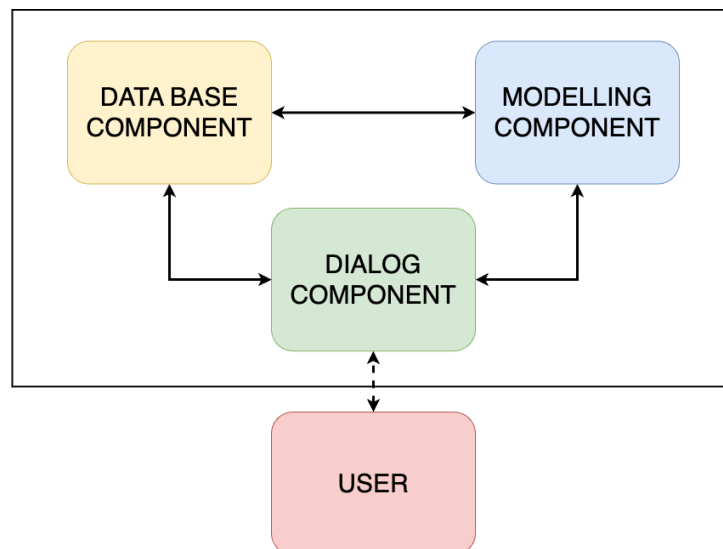 DATA BASE
COMPONENT
MODELLING
COMPONENT
DIALOG
COMPONENT
USER